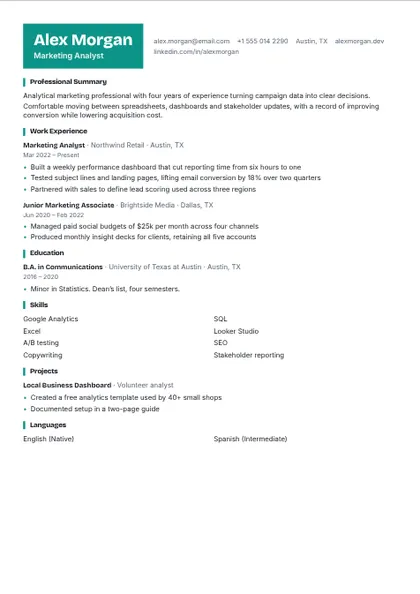 Alex Morgan
Marketing Analyst
alex.morgan@email.com +1 555 014 2290 Austin, TX alexmorgan.dev
linkedin.com/in/alexmorgan
Professional Summary
Analytical marketing professional with four years of experience turning campaign data into clear decisions.
Comfortable moving between spreadsheets, dashboards and stakeholder updates, with a record of improving
conversion while lowering acquisition cost.
Work Experience
Marketing Analyst · Northwind Retail · Austin, TX
Mar 2022 – Present
• Built a weekly performance dashboard that cut reporting time from six hours to one
• Tested subject lines and landing pages, lifting email conversion by 18% over two quarters
• Partnered with sales to define lead scoring used across three regions
Junior Marketing Associate · Brightside Media · Dallas, TX
Jun 2020 – Feb 2022
• Managed paid social budgets of $25k per month across four channels
• Produced monthly insight decks for clients, retaining all five accounts
Education
B.A. in Communications · University of Texas at Austin · Austin, TX
2016 – 2020
• Minor in Statistics. Dean's list, four semesters.
Skills
Google Analytics SQL
Excel Looker Studio
A/B testing SEO
Copywriting Stakeholder reporting
Projects
Local Business Dashboard · Volunteer analyst
• Created a free analytics template used by 40+ small shops
• Documented setup in a two-page guide
Languages
English (Native) Spanish (Intermediate)